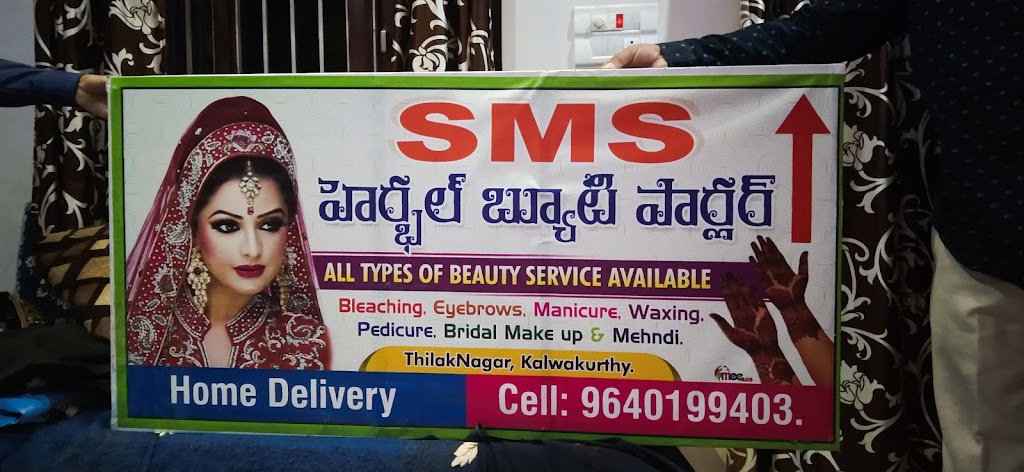 SMS
హెర్బల్ బ్యూటి పార్లర్
ALL TYPES OF BEAUTY SERVICE AVAILABLE
Bleaching, Eyebrows, Manicure, Waxing,
Pedicure, Bridal Make up & Mehndi.
ThilakNagar, Kalwakurthy.
Home Delivery
Cell: 9640199403.